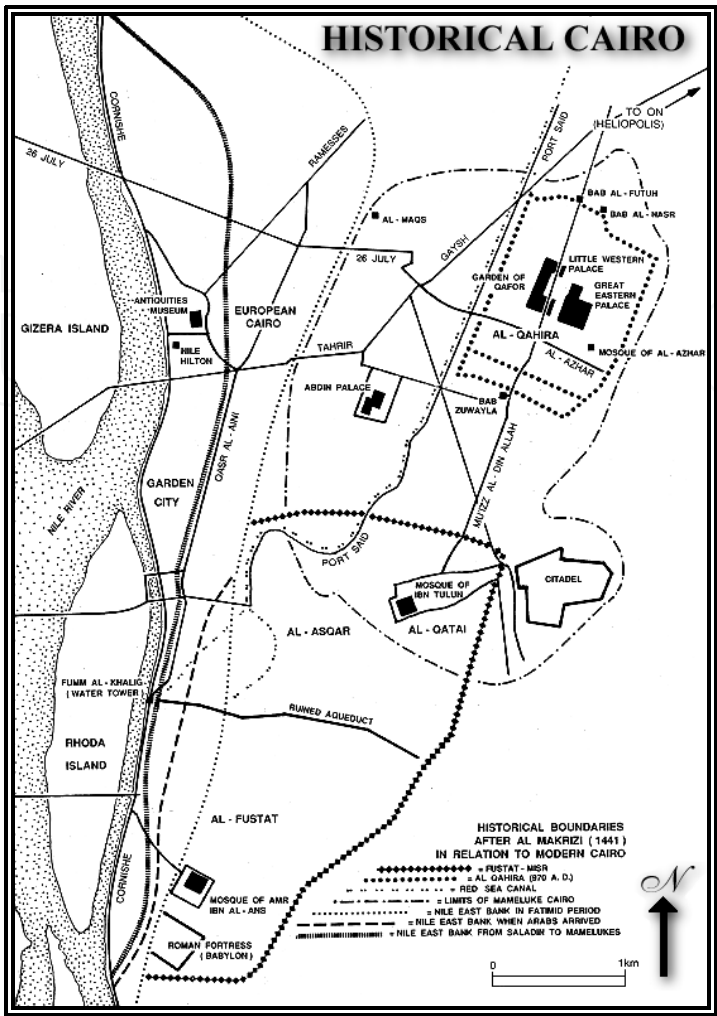 HISTORICAL CAIRO
CORNISHE
26 JULY
RAMESSES
PORT SAID
TO ON
(HELIOPOLIS)
BAB AL-FUTUH
BAB AL-NASR
AL-MAQS
GAYSH
26 JULY
LITTLE WESTERN
PALACE
GARDEN OF
QAFOR
GREAT
EASTERN
PALACE
ANTIQUITIES
MUSEUM
EUROPEAN
CAIRO
GIZERA ISLAND
AL-QAHIRA
NILE
HILTON
TAHRIR
MOSQUE OF AL-AZHAR
AL-AZHAR
ABDIN PALACE
BAB
ZUWAYLA
QASR AL-AINI
MU'IZZ AL-DIN ALLAH
GARDEN
CITY
NILE RIVER
PORT SAID
MOSQUE OF
IBN TULUN
CITADEL
AL-ASQAR
AL-QATAI
FUMM AL-KHALIG-
(WATER TOWER)
RUINED AQUEDUCT
RHODA
ISLAND
AL-FUSTAT
CORNISHE
MOSQUE OF AMR
IBN AL-ANS
ROMAN FORTRESS
(BABYLON)
HISTORICAL BOUNDARIES
AFTER AL MAKRIZI (1441)
IN RELATION TO MODERN CAIRO
= FUSTAT-MISR
= AL QAHIRA (970 A.D.)
= RED SEA CANAL
= LIMITS OF MAMELUKE CAIRO
= NILE EAST BANK IN FATIMID PERIOD
= NILE EAST BANK WHEN ARABS ARRIVED
= NILE EAST BANK FROM SALADIN TO MAMELUKES
N
0 1km